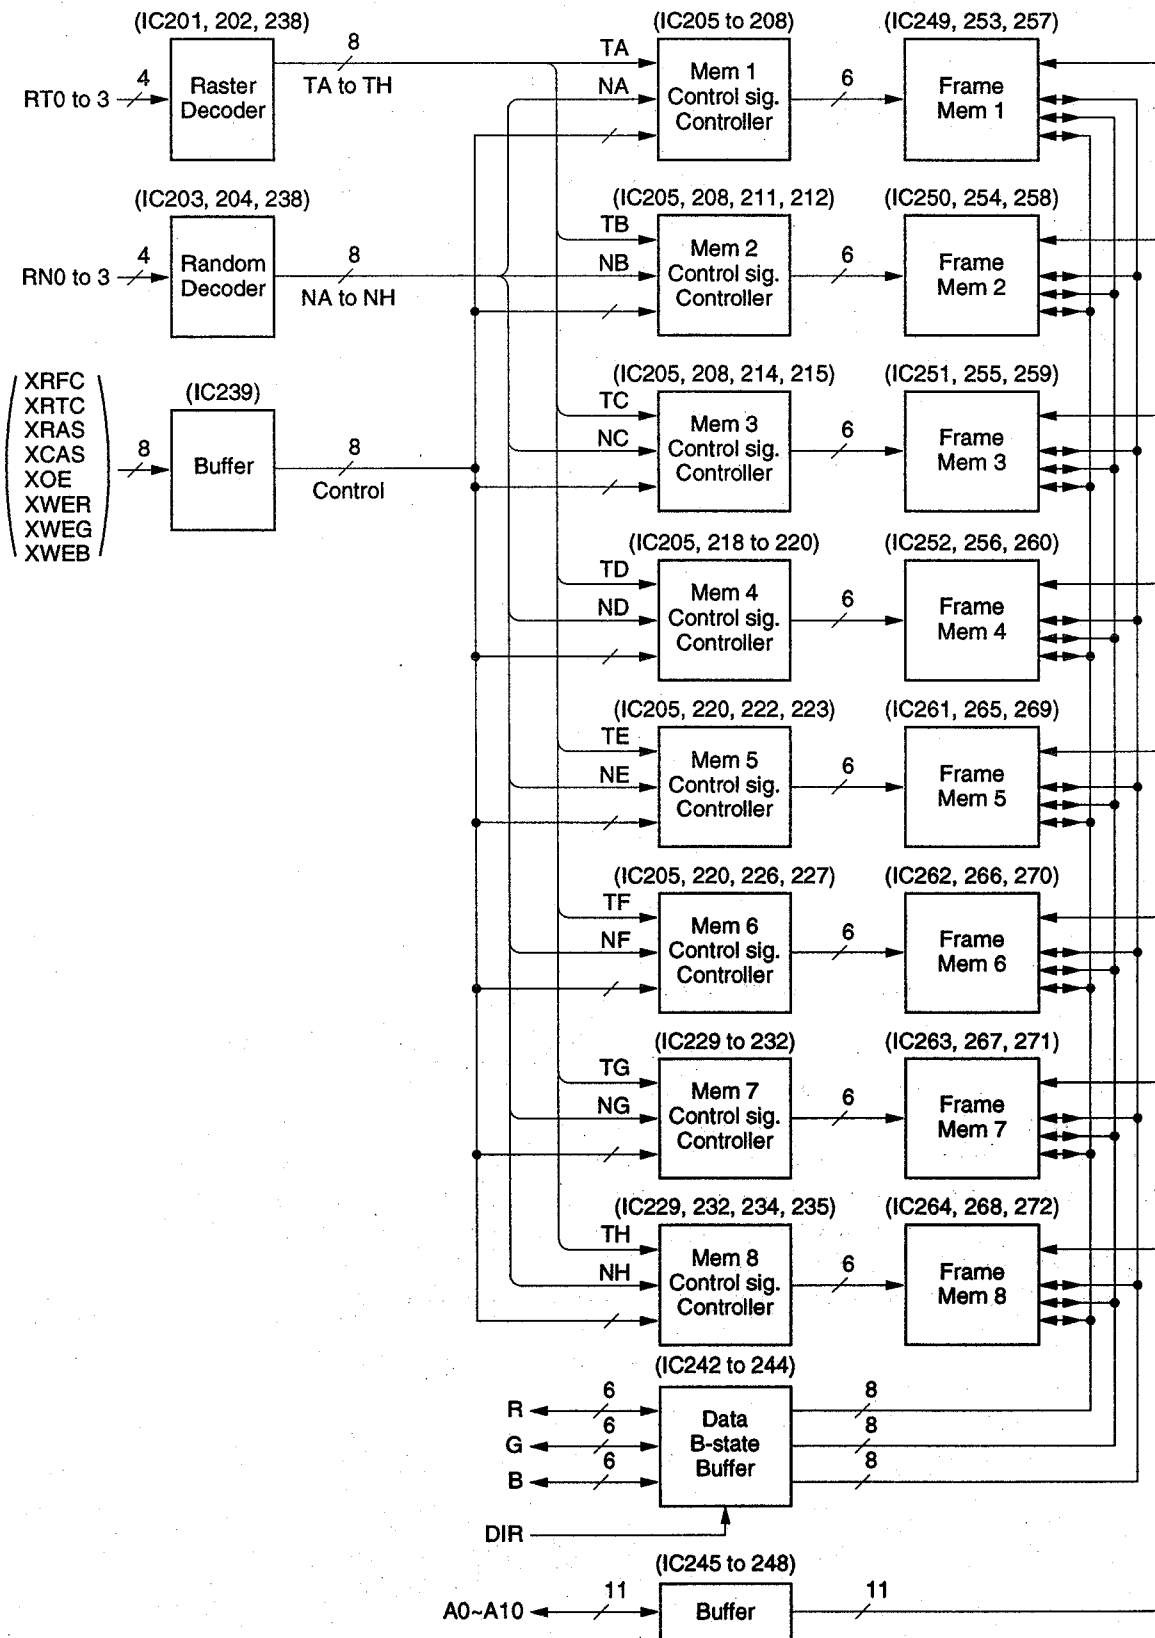 (IC201, 202, 238)
RT0 to 3
4
Raster
Decoder
8
TA to TH
(IC203, 204, 238)
RN0 to 3
4
Random
Decoder
8
NA to NH
XRFC
XRTC
XRAS
XCAS
XOE
XWER
XWEG
XWEB
8
(IC239)
Buffer
8
Control
(IC205 to 208)
TA
NA
Mem 1
Control sig.
Controller
6
(IC249, 253, 257)
Frame
Mem 1
(IC205, 208, 211, 212)
TB
NB
Mem 2
Control sig.
Controller
6
(IC250, 254, 258)
Frame
Mem 2
(IC205, 208, 214, 215)
TC
NC
Mem 3
Control sig.
Controller
6
(IC251, 255, 259)
Frame
Mem 3
(IC205, 218 to 220)
TD
ND
Mem 4
Control sig.
Controller
6
(IC252, 256, 260)
Frame
Mem 4
(IC205, 220, 222, 223)
TE
NE
Mem 5
Control sig.
Controller
6
(IC261, 265, 269)
Frame
Mem 5
(IC205, 220, 226, 227)
TF
NF
Mem 6
Control sig.
Controller
6
(IC262, 266, 270)
Frame
Mem 6
(IC229 to 232)
TG
NG
Mem 7
Control sig.
Controller
6
(IC263, 267, 271)
Frame
Mem 7
(IC229, 232, 234, 235)
TH
NH
Mem 8
Control sig.
Controller
6
(IC264, 268, 272)
Frame
Mem 8
(IC242 to 244)
R
6
G
6
B
6
Data
B-state
Buffer
8
8
8
DIR
(IC245 to 248)
A0~A10
11
Buffer
11